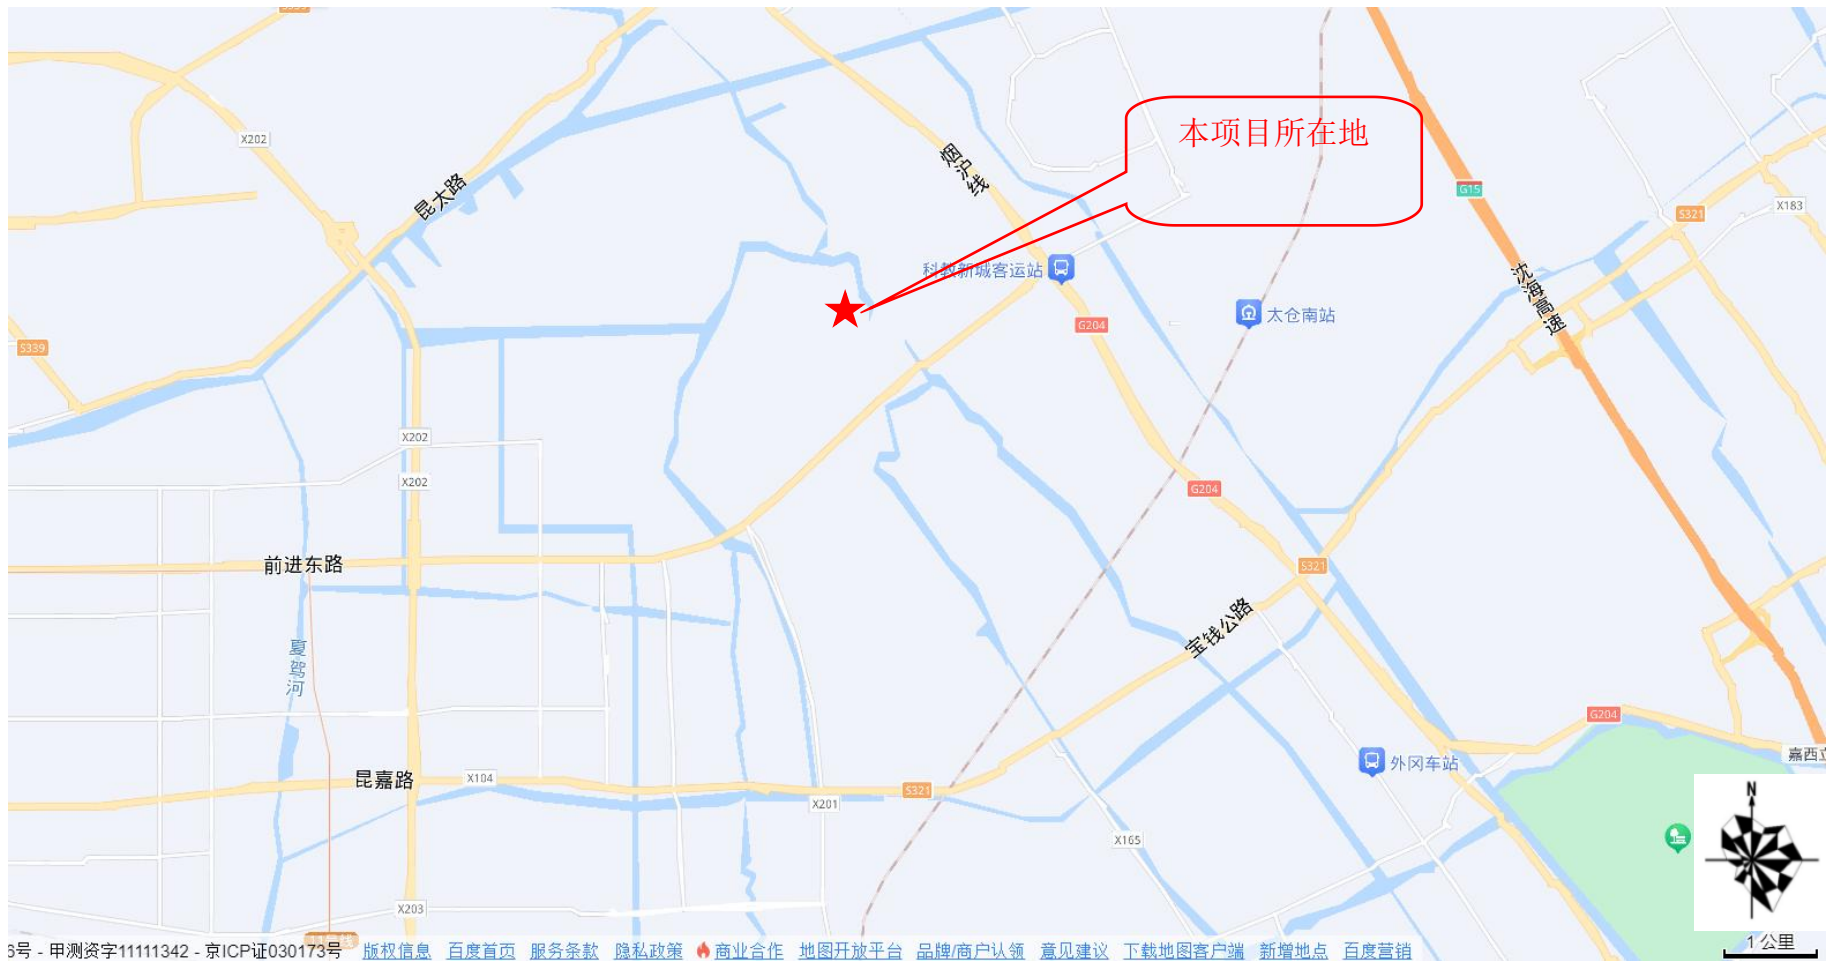 S339
X202
本项目所在地
烟沪线
G15
昆太路
S321
X183
科教新城客运站
沈海高速
太仓南站
G204
S339
X202
X202
G204
前进东路
S321
宝钱公路
夏驾河
G204
嘉西立
外冈车站
昆嘉路
X104
S321
X201
N
X165
X203
11号线
6号 - 甲测资字11111342 - 京ICP证030173号 版权信息 百度首页 服务条款 隐私政策 商业合作 地图开放平台 品牌/商户认领 意见建议 下载地图客户端 新增地点 百度营销
1 公里